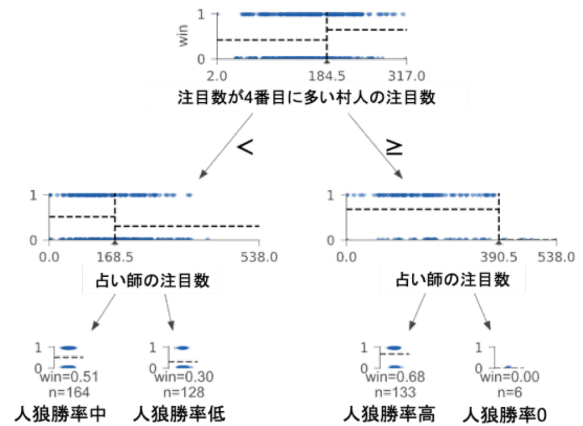 1
win
0
2.0 184.5 317.0
注目数が4番目に多い村人の注目数
< ≥
1 1
0 0
0.0 168.5 538.0 0.0 390.5 538.0
占い師の注目数 占い師の注目数
1 1 1 1
0 0 0 0
win=0.51 win=0.30 win=0.68 win=0.00
n=164 n=128 n=133 n=6
人狼勝率中 人狼勝率低 人狼勝率高 人狼勝率0